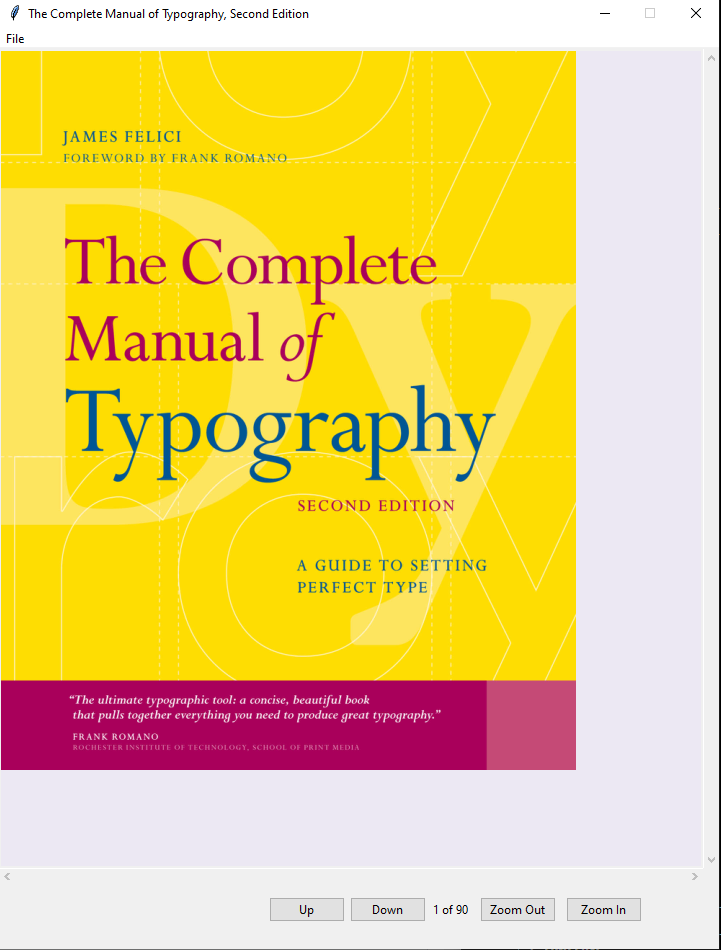 The Complete Manual of Typography, Second Edition
File
JAMES FELICI
FOREWORD BY FRANK ROMANO
The Complete
Manual of
Typography
SECOND EDITION
A GUIDE TO SETTING
PERFECT TYPE
“The ultimate typographic tool: a concise, beautiful book
that pulls together everything you need to produce great typography.”
FRANK ROMANO
ROCHESTER INSTITUTE OF TECHNOLOGY, SCHOOL OF PRINT MEDIA
Up Down 1 of 90 Zoom Out Zoom In